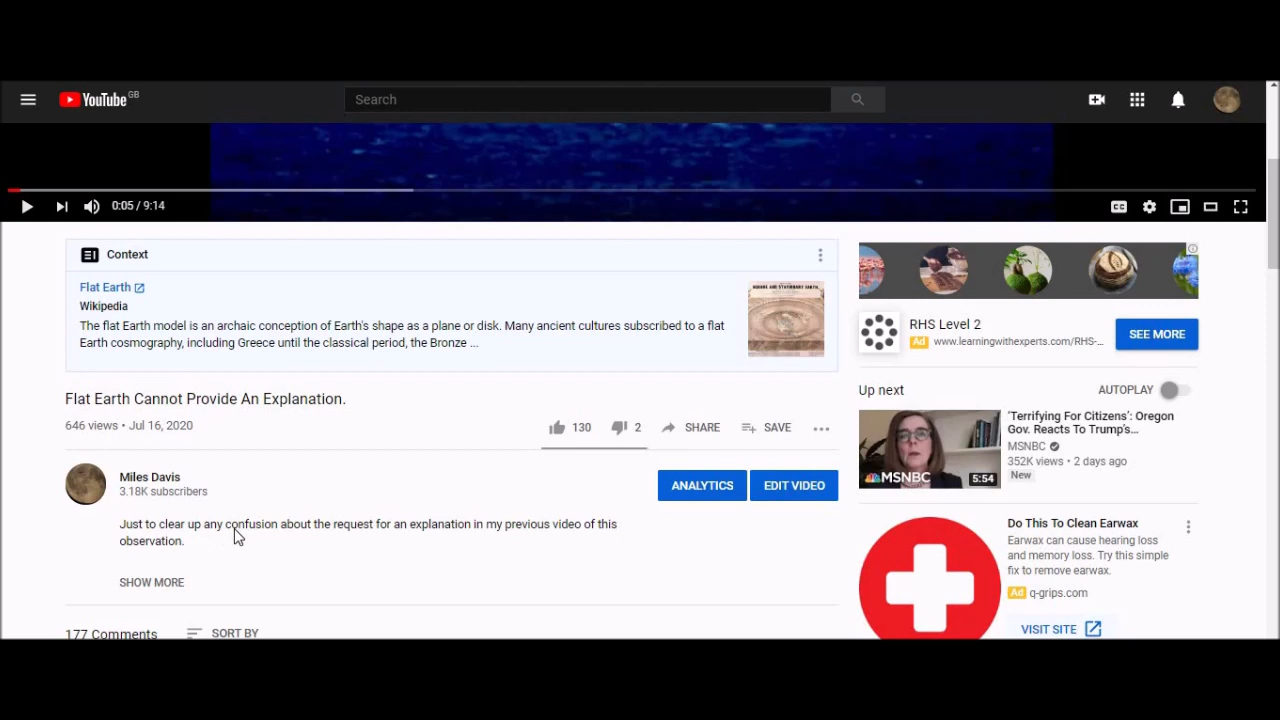 YouTube GB
Search
0:05 / 9:14
CC
Context
Flat Earth
Wikipedia
The flat Earth model is an archaic conception of Earth's shape as a plane or disk. Many ancient cultures subscribed to a flat
Earth cosmography, including Greece until the classical period, the Bronze ...
Flat Earth Cannot Provide An Explanation.
646 views • Jul 16, 2020
130
2
SHARE
SAVE
Miles Davis
3.18K subscribers
ANALYTICS
EDIT VIDEO
Just to clear up any confusion about the request for an explanation in my previous video of this
observation.
SHOW MORE
177 Comments
SORT BY
RHS Level 2
Ad www.learningwithexperts.com/RHS-...
SEE MORE
Up next
AUTOPLAY
MSNBC
5:54
'Terrifying For Citizens': Oregon
Gov. Reacts To Trump's...
MSNBC
352K views • 2 days ago
New
Do This To Clean Earwax
Earwax can cause hearing loss
and memory loss. Try this simple
fix to remove earwax.
Ad q-grips.com
VISIT SITE